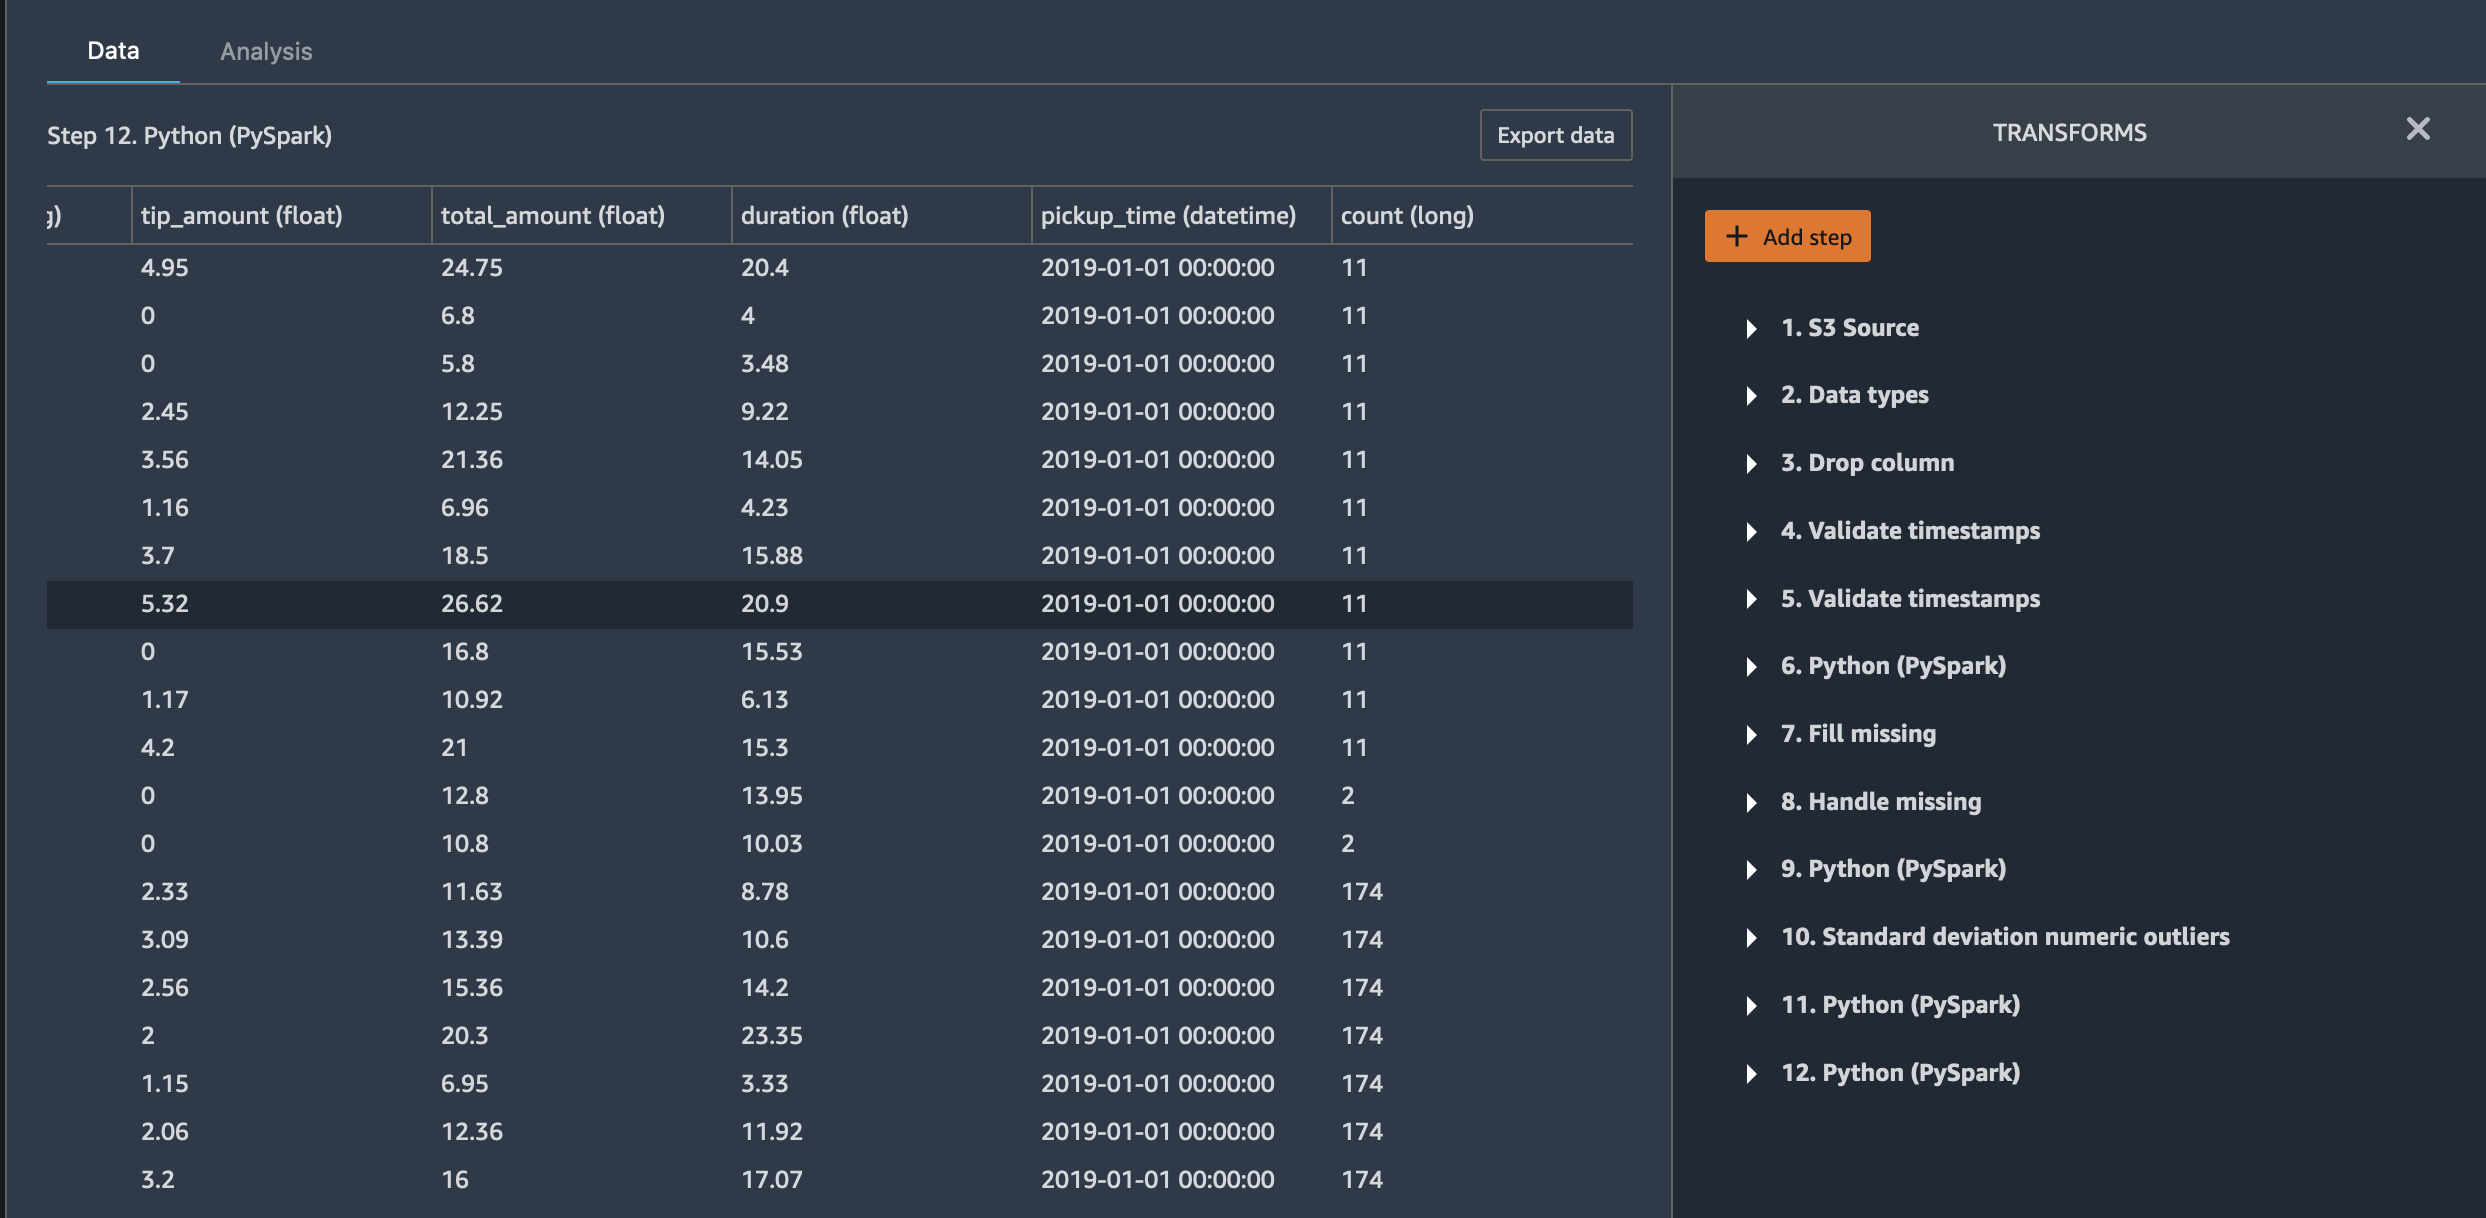 Data Analysis
Step 12. Python (PySpark) Export data
g) tip_amount (float) total_amount (float) duration (float) pickup_time (datetime) count (long)
4.95 24.75 20.4 2019-01-01 00:00:00 11
0 6.8 4 2019-01-01 00:00:00 11
0 5.8 3.48 2019-01-01 00:00:00 11
2.45 12.25 9.22 2019-01-01 00:00:00 11
3.56 21.36 14.05 2019-01-01 00:00:00 11
1.16 6.96 4.23 2019-01-01 00:00:00 11
3.7 18.5 15.88 2019-01-01 00:00:00 11
5.32 26.62 20.9 2019-01-01 00:00:00 11
0 16.8 15.53 2019-01-01 00:00:00 11
1.17 10.92 6.13 2019-01-01 00:00:00 11
4.2 21 15.3 2019-01-01 00:00:00 11
0 12.8 13.95 2019-01-01 00:00:00 2
0 10.8 10.03 2019-01-01 00:00:00 2
2.33 11.63 8.78 2019-01-01 00:00:00 174
3.09 13.39 10.6 2019-01-01 00:00:00 174
2.56 15.36 14.2 2019-01-01 00:00:00 174
2 20.3 23.35 2019-01-01 00:00:00 174
1.15 6.95 3.33 2019-01-01 00:00:00 174
2.06 12.36 11.92 2019-01-01 00:00:00 174
3.2 16 17.07 2019-01-01 00:00:00 174
TRANSFORMS
Add step
1. S3 Source
2. Data types
3. Drop column
4. Validate timestamps
5. Validate timestamps
6. Python (PySpark)
7. Fill missing
8. Handle missing
9. Python (PySpark)
10. Standard deviation numeric outliers
11. Python (PySpark)
12. Python (PySpark)